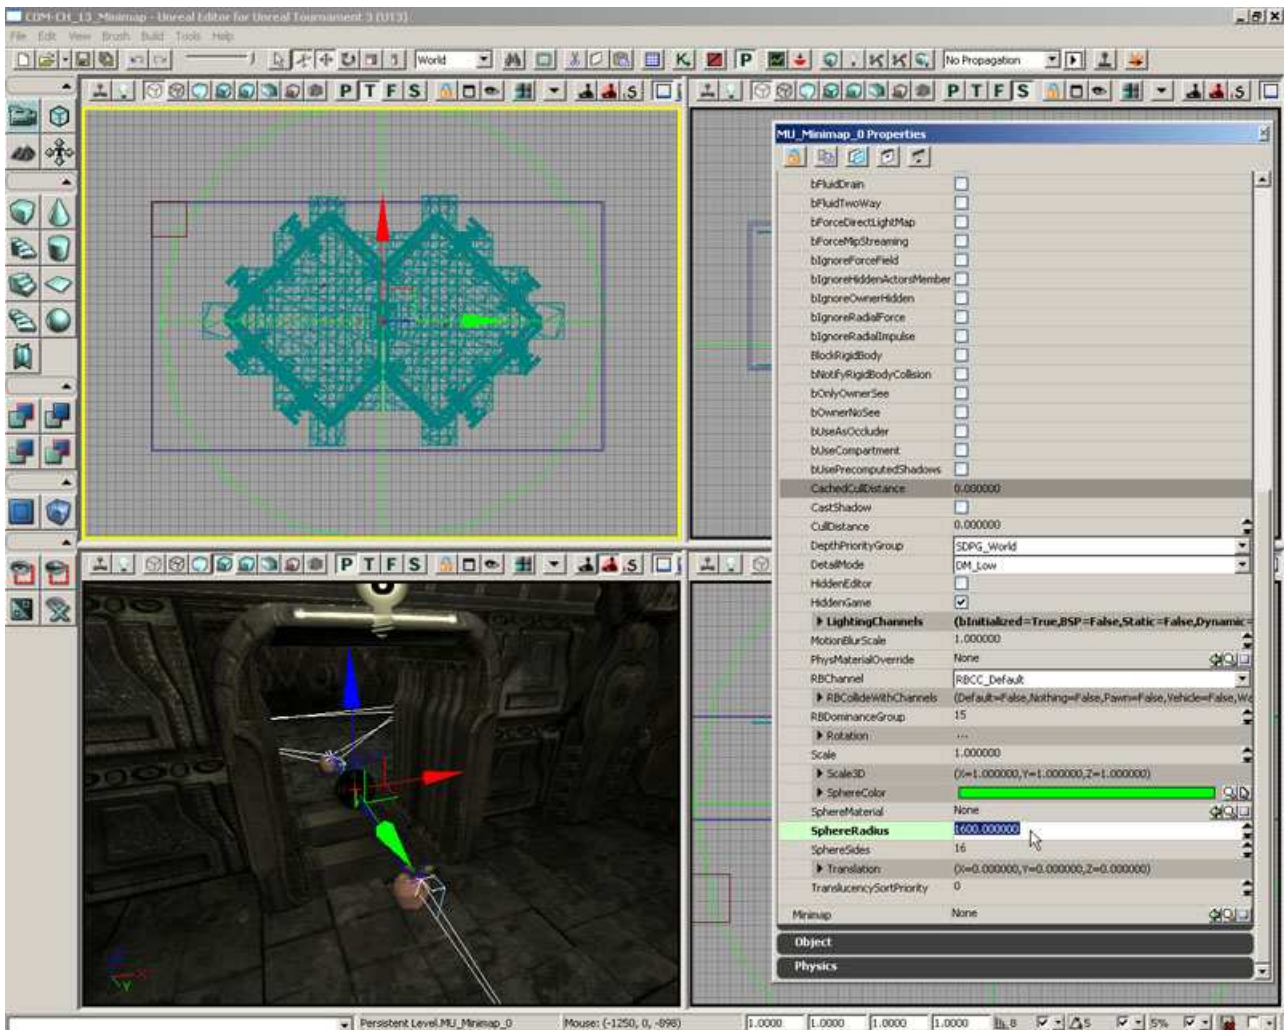 CDM-CH_13_Minimap - Unreal Editor for Unreal Tournament 3 (U13)
File Edit View Brush Build Tools Help
World
P
No Propagation
P T F S
P T F S
MU_Minimap_0 Properties
bFluidDrain
bFluidTwoWay
bForceDirectLightMap
bForceMipStreaming
bIgnoreForceField
bIgnoreHiddenActorsMember
bIgnoreOwnerHidden
bIgnoreRadialForce
bIgnoreRadialImpulse
BlockRigidBody
bNotifyRigidBodyCollision
bOnlyOwnerSee
bOwnerNoSee
bUseAsOccluder
bUseCompartment
bUsePrecomputedShadows
CachedCullDistance 0.000000
CastShadow
CullDistance 0.000000
DepthPriorityGroup SDPG_World
DetailMode DM_Low
HiddenEditor
HiddenGame
LightingChannels (bInitialized=True,BSP=False,Static=False,Dynamic=
MotionBlurScale 1.000000
PhysMaterialOverride None
RBChannel RBCC_Default
RBCollideWithChannels (Default=False,Nothing=False,Pawn=False,Vehicle=False,We
RBDominanceGroup 15
Rotation ...
Scale 1.000000
Scale3D (X=1.000000,Y=1.000000,Z=1.000000)
SphereColor
SphereMaterial None
SphereRadius 1600.000000
SphereSides 16
Translation (X=0.000000,Y=0.000000,Z=0.000000)
TranslucencySortPriority 0
Minimap None
Object
Physics
P T F S
X
Y
Persistent Level.MU_Minimap_0 Mouse: (-1250, 0, -898) 1.0000 1.0000 1.0000 1.0000 8 5 5%